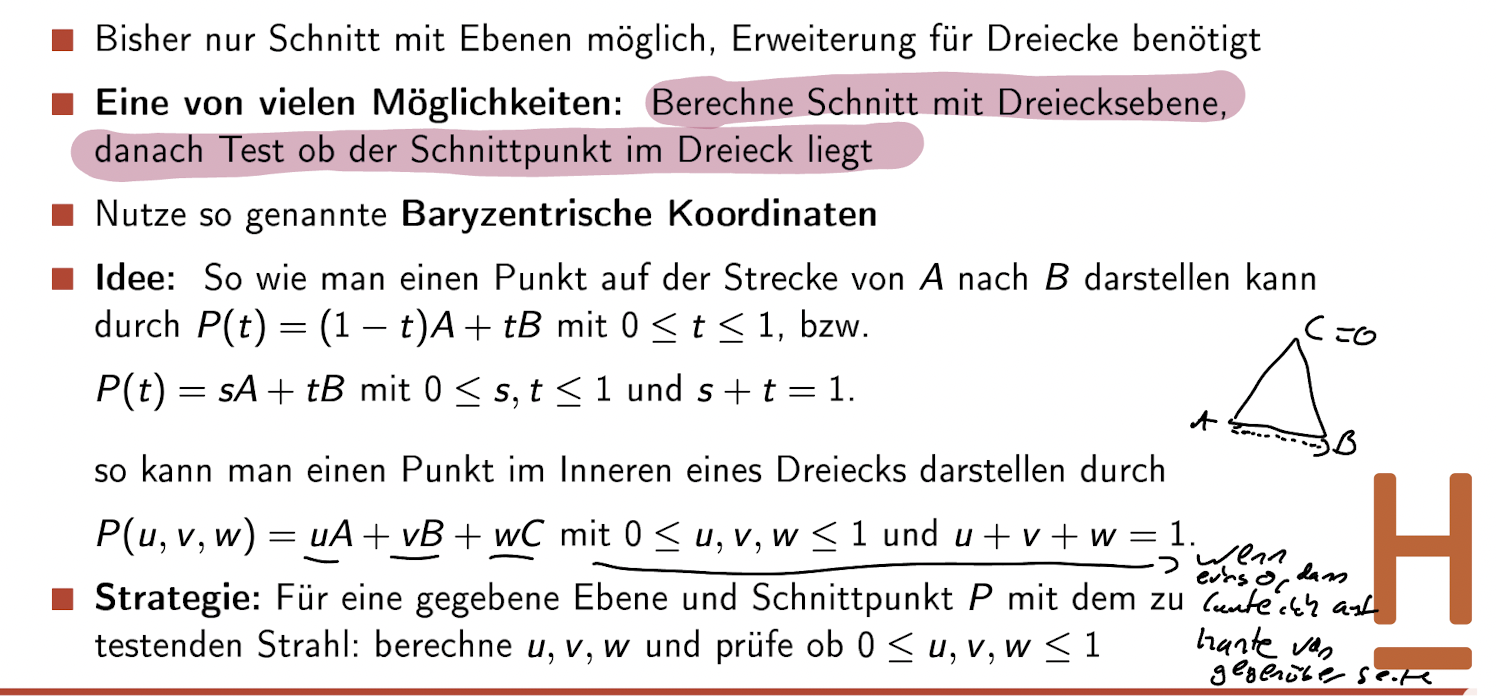 Bisher nur Schnitt mit Ebenen möglich, Erweiterung für Dreiecke benötigt
Eine von vielen Möglichkeiten: Berechne Schnitt mit Dreiecksebene,
danach Test ob der Schnittpunkt im Dreieck liegt
Nutze so genannte Baryzentrische Koordinaten
Idee: So wie man einen Punkt auf der Strecke von A nach B darstellen kann
durch P(t) = (1 − t)A + tB mit 0 ≤ t ≤ 1, bzw.
P(t) = sA + tB mit 0 ≤ s, t ≤ 1 und s + t = 1.
C = 0
A
B
so kann man einen Punkt im Inneren eines Dreiecks darstellen durch
P(u, v, w) = uA + vB + wC mit 0 ≤ u, v, w ≤ 1 und u + v + w = 1.
Strategie: Für eine gegebene Ebene und Schnittpunkt P mit dem zu
testenden Strahl: berechne u, v, w und prüfe ob 0 ≤ u, v, w ≤ 1
wenn
eins 0, dann
ich auf
kante von
gegenüber seite
H